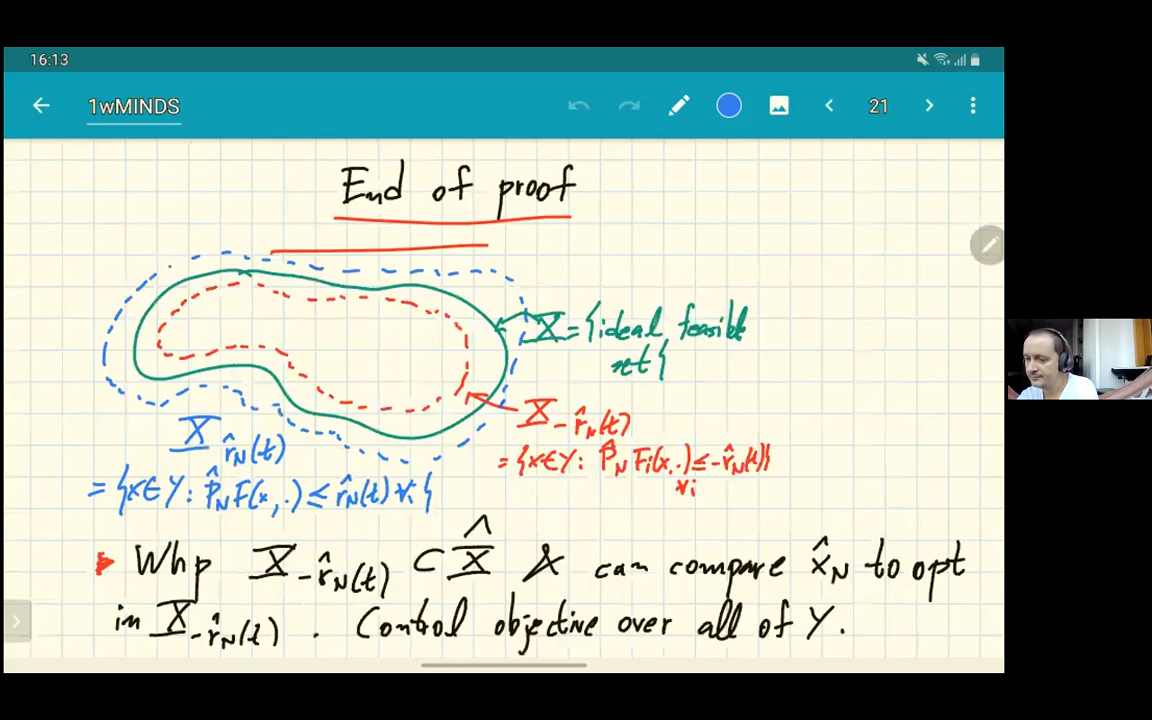 16:13
1wMINDS
21
End of proof
X = {ideal feasible
set}
X_{-r̂_N(t)}
= {x∈Y: P̂_N F_i(x,.) ≤ -r̂_N(t)}
∀i
X_{r̂_N(t)}
= {x∈Y: P̂_N F(x,.) ≤ r̂_N(t) ∀i}
▸ Whp X_{-r̂_N(t)} ⊂ X̂ & can compare x̂_N to opt
in X_{-r̂_N(t)} . Control objective over all of Y.